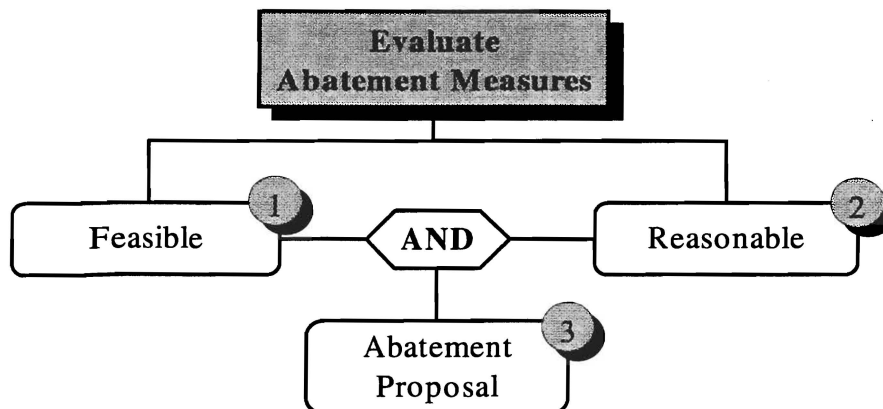 Evaluate
Abatement Measures
1
2
Feasible
AND
Reasonable
3
Abatement
Proposal